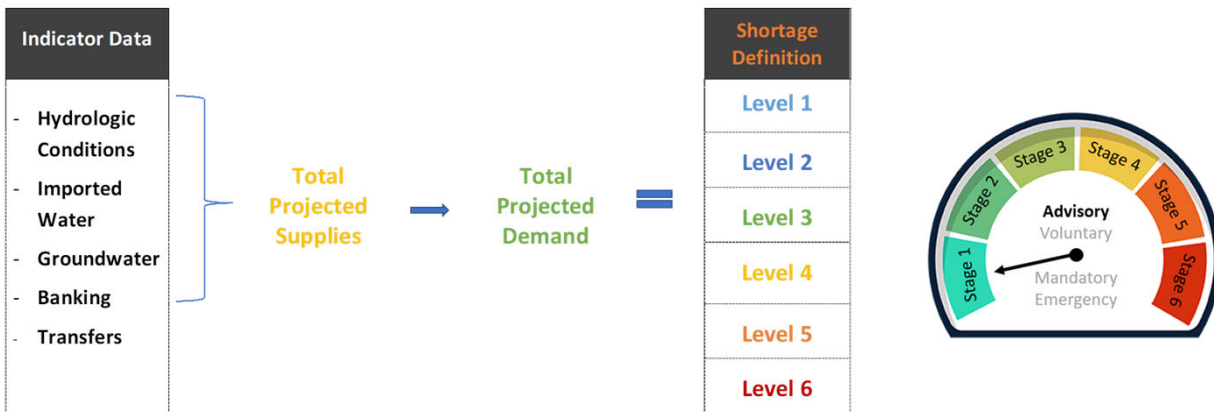 Indicator Data
- Hydrologic
Conditions
- Imported
Water
- Groundwater
- Banking
- Transfers
Total
Projected
Supplies
Total
Projected
Demand
=
Shortage
Definition
Level 1
Level 2
Level 3
Level 4
Level 5
Level 6
Stage 1
Stage 2
Stage 3
Stage 4
Stage 5
Stage 6
Advisory
Voluntary
Mandatory
Emergency